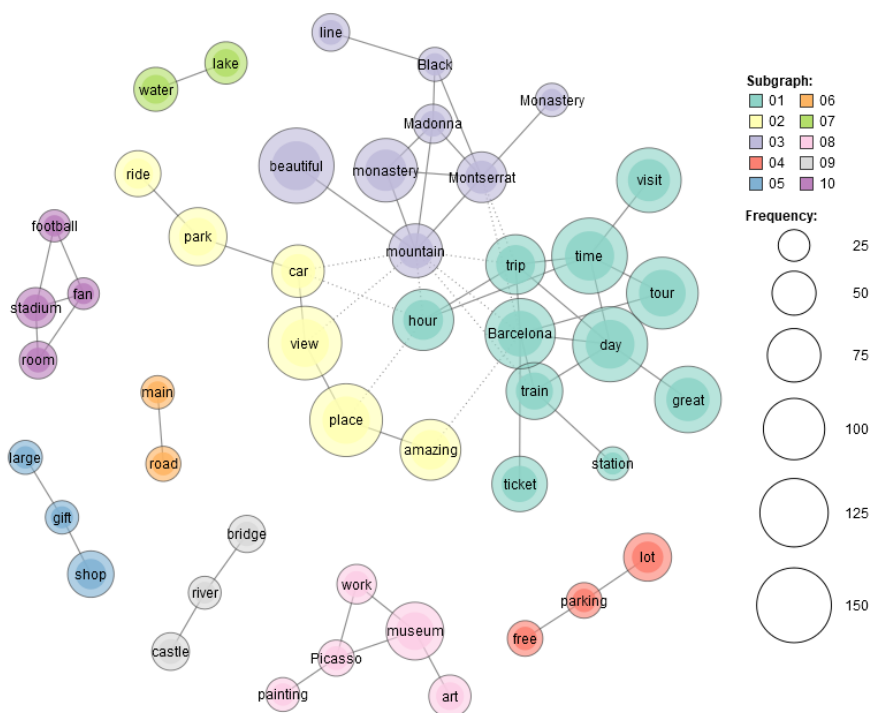 line
Black
lake
water
Monastery
Madonna
beautiful
monastery
Montserrat
ride
visit
football
park
mountain
time
car
trip
fan
stadium
tour
hour
Barcelona
view
day
room
main
train
great
place
amazing
large
road
station
ticket
gift
bridge
lot
shop
work
river
parking
museum
free
castle
Picasso
painting
art
Subgraph:
01 06
02 07
03 08
04 09
05 10
Frequency:
25
50
75
100
125
150